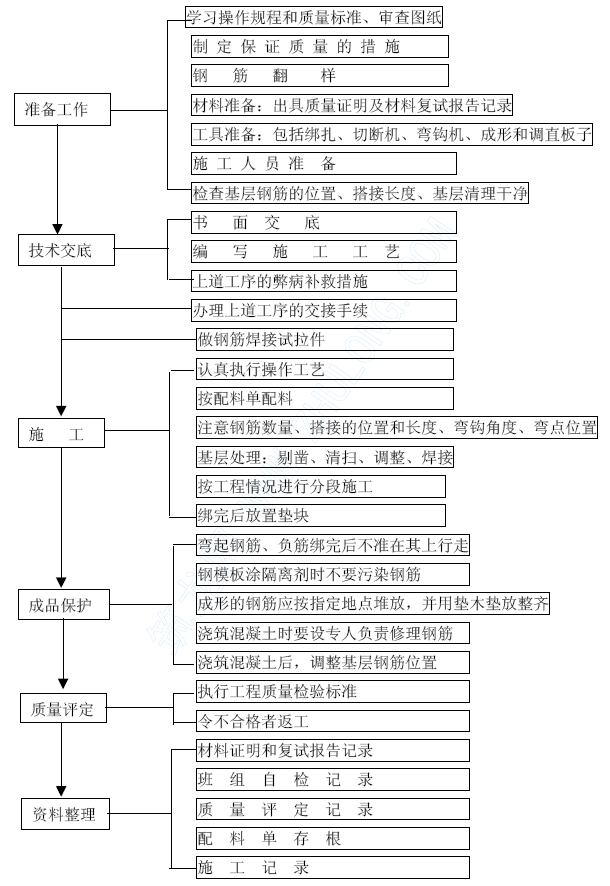 学习操作规程和质量标准、审查图纸
制定保证质量的措施
钢筋翻样
准备工作
材料准备：出具质量证明及材料复试报告记录
工具准备：包括绑扎、切断机、弯钩机、成形和调直板子
施工人员准备
检查基层钢筋的位置、搭接长度、基层清理干净
书面交底
技术交底
编写施工工艺
上道工序的弊病补救措施
办理上道工序的交接手续
做钢筋焊接试拉件
认真执行操作工艺
按配料单配料
施工
注意钢筋数量、搭接的位置和长度、弯钩角度、弯点位置
基层处理：剔凿、清扫、调整、焊接
按工程情况进行分段施工
绑完后放置垫块
弯起钢筋、负筋绑完后不准在其上行走
钢模板涂隔离剂时不要污染钢筋
成品保护
成形的钢筋应按指定地点堆放，并用垫木垫放整齐
浇筑混凝土时要设专人负责修理钢筋
浇筑混凝土后，调整基层钢筋位置
执行工程质量检验标准
质量评定
令不合格者返工
材料证明和复试报告记录
班组自检记录
资料整理
质量评定记录
配料单存根
施工记录